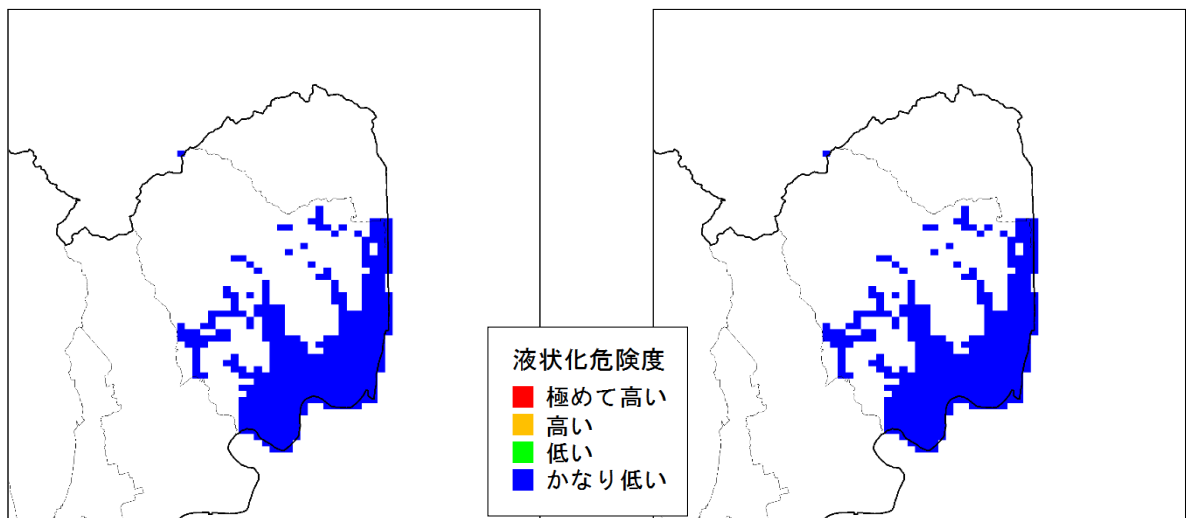 液状化危険度
極めて高い
高い
低い
かなり低い